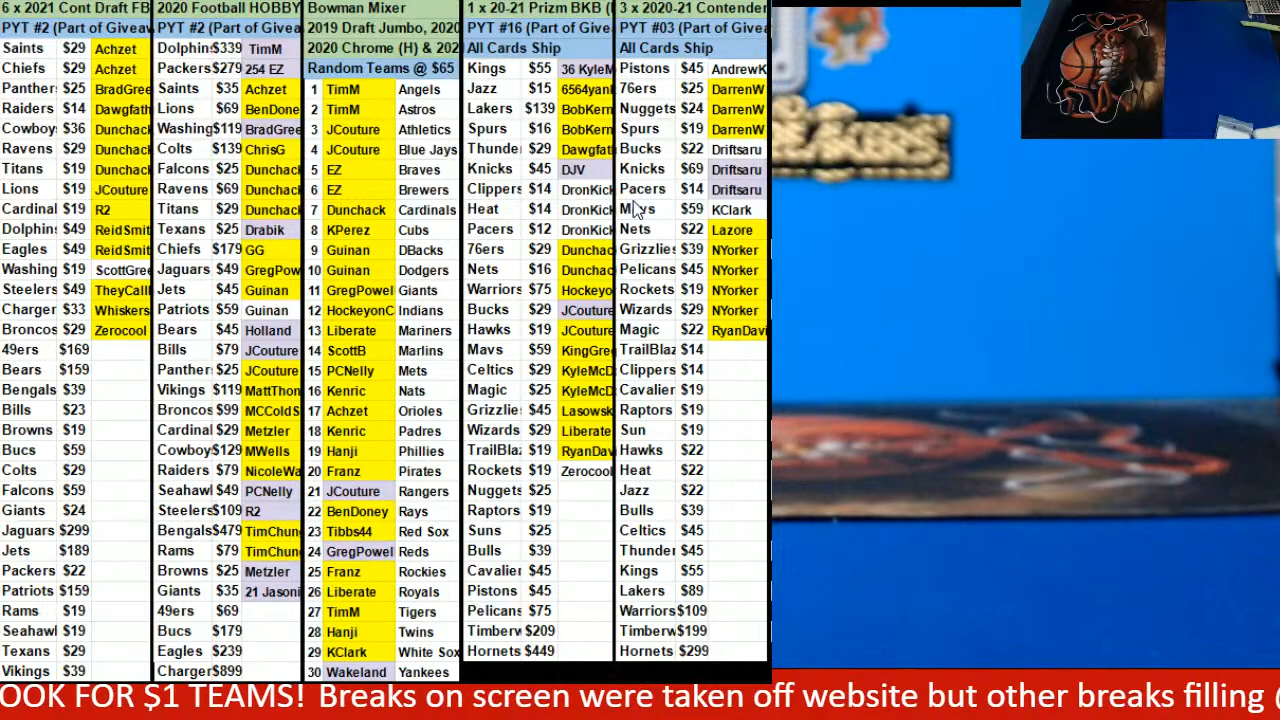 6 x 2021 Cont Draft FB
PYT #2 (Part of Giveaw
Saints $29 Achzet
Chiefs $29 Achzet
Panther $25 BradGree
Raiders $14 Dawgfath
Cowboy $36 Dunchack
Ravens $29 Dunchack
Titans $19 Dunchack
Lions $19 JCouture
Cardinal $19 R2
Dolphin $49 ReidSmit
Eagles $49 ReidSmit
Washing $19 ScottGree
Steelers $49 TheyCalll
Charger $33 Whiskers
Broncos $29 Zerocool
49ers $169
Bears $159
Bengals $39
Bills $23
Browns $19
Bucs $59
Colts $29
Falcons $59
Giants $24
Jaguars $299
Jets $189
Packers $22
Patriots $159
Rams $19
Seahawl $19
Texans $29
Vikings $39
2020 Football HOBBY
PYT #2 (Part of Givea
Dolphin $339 TimM
Packers $279 254 EZ
Saints $35 Achzet
Lions $69 BenDone
Washing $119 BradGree
Colts $139 ChrisG
Falcons $25 Dunchack
Ravens $69 Dunchack
Titans $29 Dunchack
Texans $25 Drabik
Chiefs $179 GG
Jaguars $49 GregPow
Jets $45 Guinan
Patriots $59 Guinan
Bears $45 Holland
Bills $79 JCouture
Panther $25 JCouture
Vikings $119 MattThon
Broncos $99 MCColdS
Cardinal $29 Metzler
Cowboy $129 MWells
Raiders $79 NicoleWa
Seahawl $49 PCNelly
Steelers $109 R2
Bengals $479 TimChun
Rams $79 TimChun
Browns $25 Metzler
Giants $35 21 Jasoni
49ers $69
Bucs $179
Eagles $239
Charger $899
Bowman Mixer
2019 Draft Jumbo, 2020
2020 Chrome (H) & 202
Random Teams @ $65
1 TimM Angels
2 TimM Astros
3 JCouture Athletics
4 JCouture Blue Jays
5 EZ Braves
6 EZ Brewers
7 Dunchack Cardinals
8 KPerez Cubs
9 Guinan DBacks
10 Guinan Dodgers
11 GregPowel Giants
12 HockeyonC Indians
13 Liberate Mariners
14 ScottB Marlins
15 PCNelly Mets
16 Kenric Nats
17 Achzet Orioles
18 Kenric Padres
19 Hanji Phillies
20 Franz Pirates
21 JCouture Rangers
22 BenDoney Rays
23 Tibbs44 Red Sox
24 GregPowel Reds
25 Franz Rockies
26 Liberate Royals
27 TimM Tigers
28 Hanji Twins
29 KClark White Sox
30 Wakeland Yankees
1 x 20-21 Prizm BKB (
PYT #16 (Part of Give
All Cards Ship
Kings $55 36 KyleM
Jazz $15 6564yan
Lakers $139 BobKern
Spurs $16 BobKern
Thunde $29 Dawgfat
Knicks $45 DJV
Clippers $14 DronKick
Heat $14 DronKick
Pacers $12 DronKick
76ers $29 Dunchac
Nets $16 Dunchac
Warriors $75 Hockeyo
Bucks $29 JCouture
Hawks $19 JCouture
Mavs $59 KingGre
Celtics $29 KyleMcD
Magic $25 KyleMcD
Grizzlie $45 Lasowsk
Wizards $29 Liberate
TrailBla $19 RyanDav
Rockets $19 Zerocool
Nuggets $25
Raptors $19
Suns $25
Bulls $39
Cavalier $45
Pistons $45
Pelicans $75
Timberw $209
Hornets $449
3 x 2020-21 Contender
PYT #03 (Part of Givea
All Cards Ship
Pistons $45 AndrewK
76ers $25 DarrenW
Nuggets $24 DarrenW
Spurs $19 DarrenW
Bucks $22 Driftsaru
Knicks $69 Driftsaru
Pacers $14 Driftsaru
$59 KClark
Nets $22 Lazore
Grizzlies $39 NYorker
Pelicans $45 NYorker
Rockets $19 NYorker
Wizards $29 NYorker
Magic $22 RyanDavi
TrailBlaz $14
Clippers $14
Cavalier $19
Raptors $19
Sun $19
Hawks $22
Heat $22
Jazz $22
Bulls $39
Celtics $45
Thunde $45
Kings $55
Lakers $89
Warriors $109
Timberw $199
Hornets $299
OOK FOR $1 TEAMS! Breaks on screen were taken off website but other breaks filling (